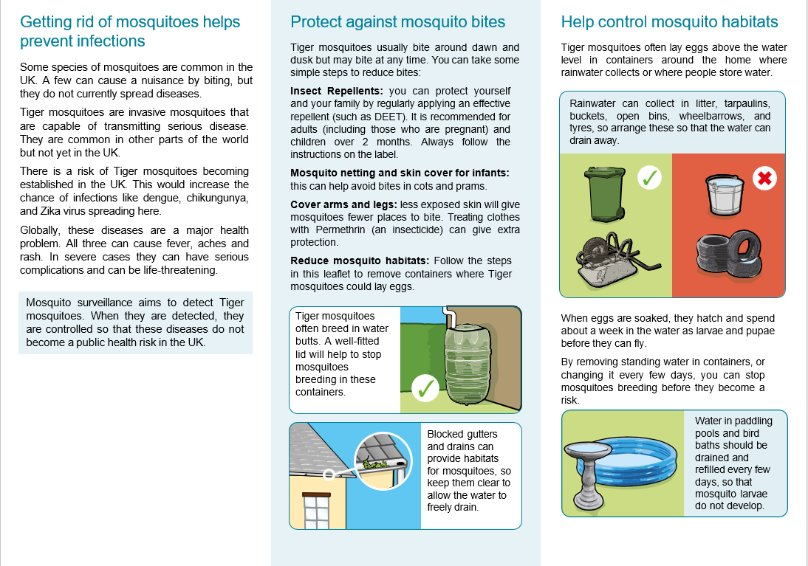 Getting rid of mosquitoes helps
prevent infections
Some species of mosquitoes are common in the
UK. A few can cause a nuisance by biting, but
they do not currently spread diseases.
Tiger mosquitoes are invasive mosquitoes that
are capable of transmitting serious disease.
They are common in other parts of the world
but not yet in the UK.
There is a risk of Tiger mosquitoes becoming
established in the UK. This would increase the
chance of infections like dengue, chikungunya,
and Zika virus spreading here.
Globally, these diseases are a major health
problem. All three can cause fever, aches and
rash. In severe cases they can have serious
complications and can be life-threatening.
Mosquito surveillance aims to detect Tiger
mosquitoes. When they are detected, they
are controlled so that these diseases do not
become a public health risk in the UK.
Protect against mosquito bites
Tiger mosquitoes usually bite around dawn and
dusk but may bite at any time. You can take some
simple steps to reduce bites:
Insect Repellents: you can protect yourself
and your family by regularly applying an effective
repellent (such as DEET). It is recommended for
adults (including those who are pregnant) and
children over 2 months. Always follow the
instructions on the label.
Mosquito netting and skin cover for infants:
this can help avoid bites in cots and prams.
Cover arms and legs: less exposed skin will give
mosquitoes fewer places to bite. Treating clothes
with Permethrin (an insecticide) can give extra
protection.
Reduce mosquito habitats: Follow the steps
in this leaflet to remove containers where Tiger
mosquitoes could lay eggs.
Tiger mosquitoes
often breed in water
butts. A well-fitted
lid will help to stop
mosquitoes
breeding in these
containers.
Blocked gutters
and drains can
provide habitats
for mosquitoes, so
keep them clear to
allow the water to
freely drain.
Help control mosquito habitats
Tiger mosquitoes often lay eggs above the water
level in containers around the home where
rainwater collects or where people store water.
Rainwater can collect in litter, tarpaulins,
buckets, open bins, wheelbarrows, and
tyres, so arrange these so that the water can
drain away.
When eggs are soaked, they hatch and spend
about a week in the water as larvae and pupae
before they can fly.
By removing standing water in containers, or
changing it every few days, you can stop
mosquitoes breeding before they become a
risk.
Water in paddling
pools and bird
baths should be
drained and
refilled every few
days, so that
mosquito larvae
do not develop.